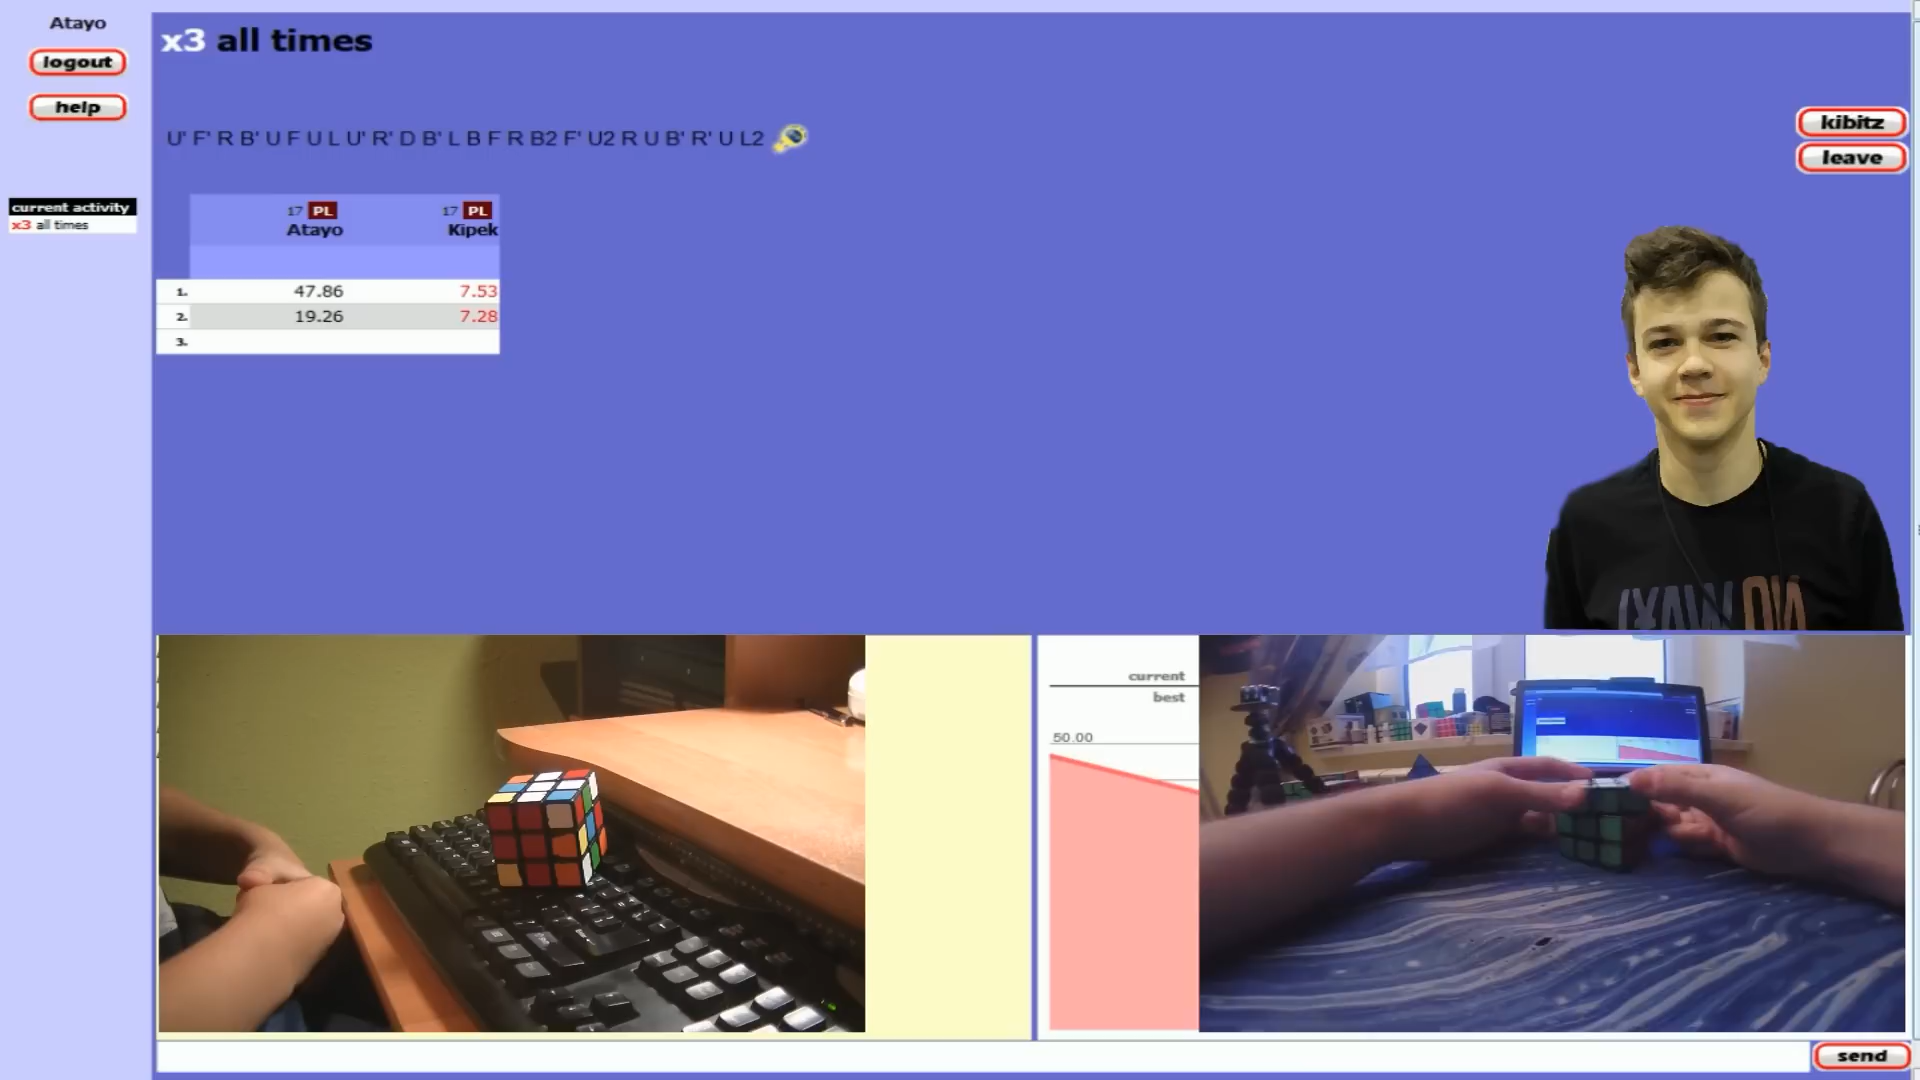 Atayo
logout
help
current activity
x3 all times
x3 all times
U' F' R B' U F U L U' R' D B' L B F R B2 F' U2 R U B' R' U L2
kibitz
leave
17 PL 17 PL
Atayo Kipek
1. 47.86 7.53
2. 19.26 7.28
3.
current
best
50.00
send